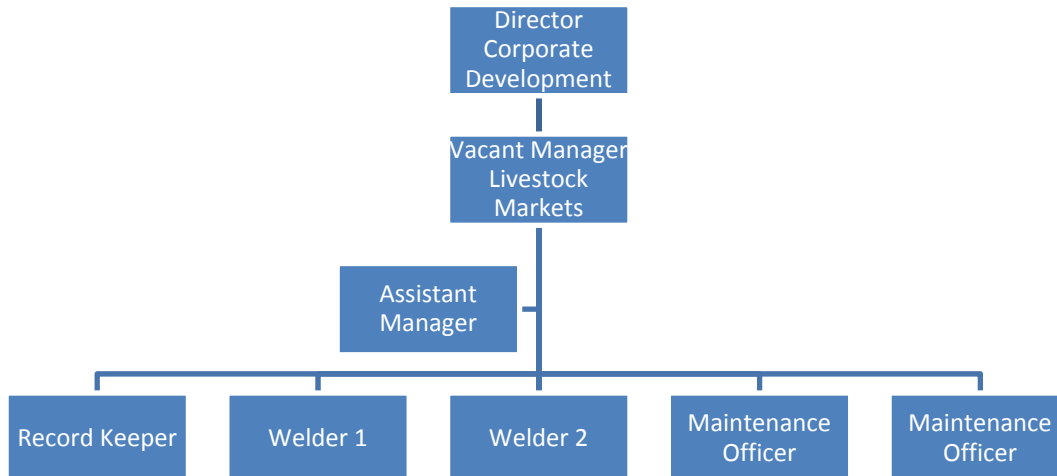 Director
Corporate
Development
Vacant Manager
Livestock
Markets
Assistant
Manager
Record Keeper
Welder 1
Welder 2
Maintenance
Officer
Maintenance
Officer